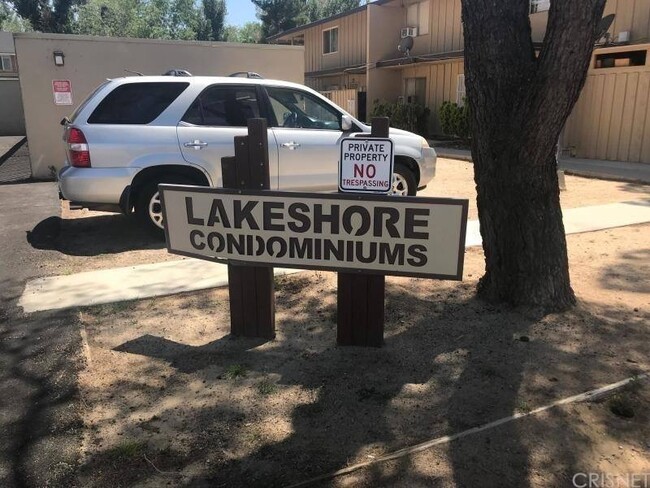 PRIVATE
PROPERTY
NO
TRESPASSING
LAKESHORE
CONDOMINIUMS
CRISNET